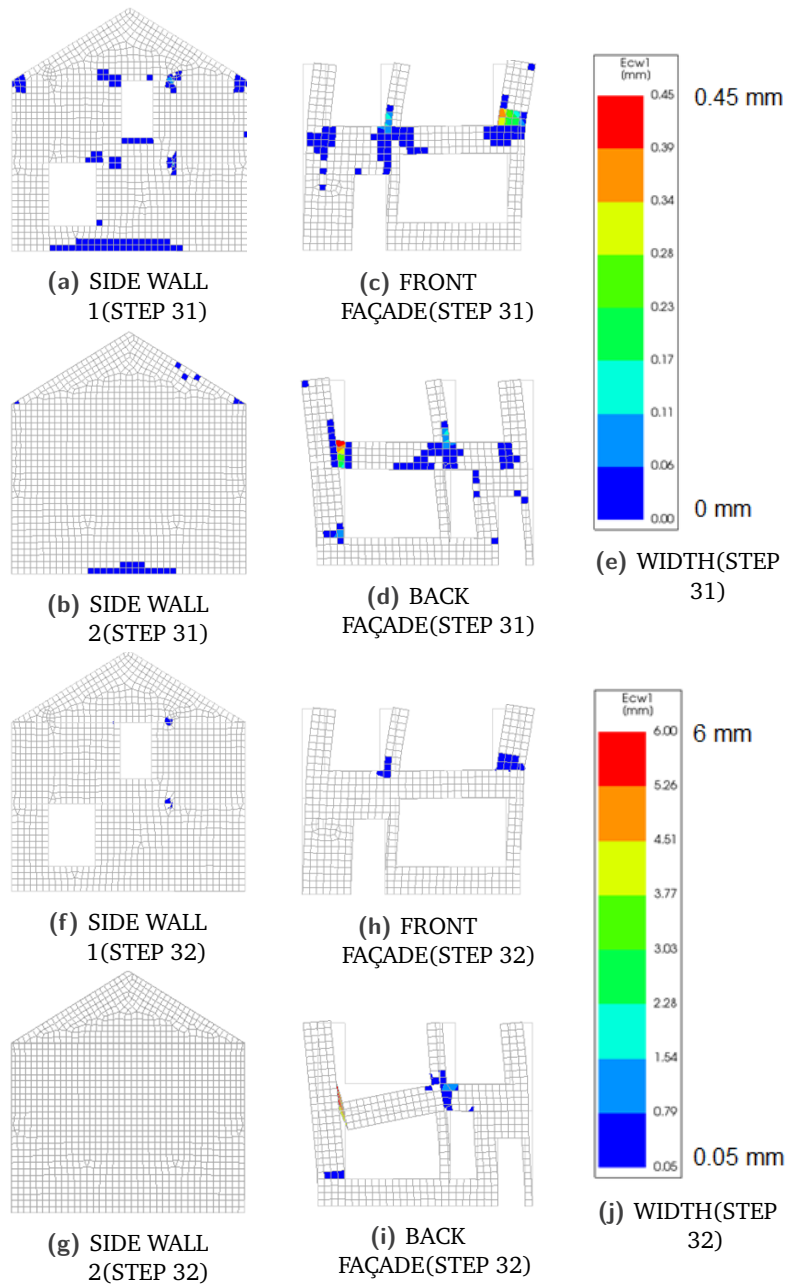 Ecw1
(mm)
0.45
0.39
0.34
0.28
0.23
0.17
0.11
0.06
0.00
0.45 mm
0 mm
(a) SIDE WALL
1(STEP 31)
(c) FRONT
FAÇADE(STEP 31)
(b) SIDE WALL
2(STEP 31)
(d) BACK
FAÇADE(STEP 31)
(e) WIDTH(STEP
31)
Ecw1
(mm)
6.00
5.26
4.51
3.77
3.03
2.28
1.54
0.79
0.05
6 mm
0.05 mm
(f) SIDE WALL
1(STEP 32)
(h) FRONT
FAÇADE(STEP 32)
(g) SIDE WALL
2(STEP 32)
(i) BACK
FAÇADE(STEP 32)
(j) WIDTH(STEP
32)